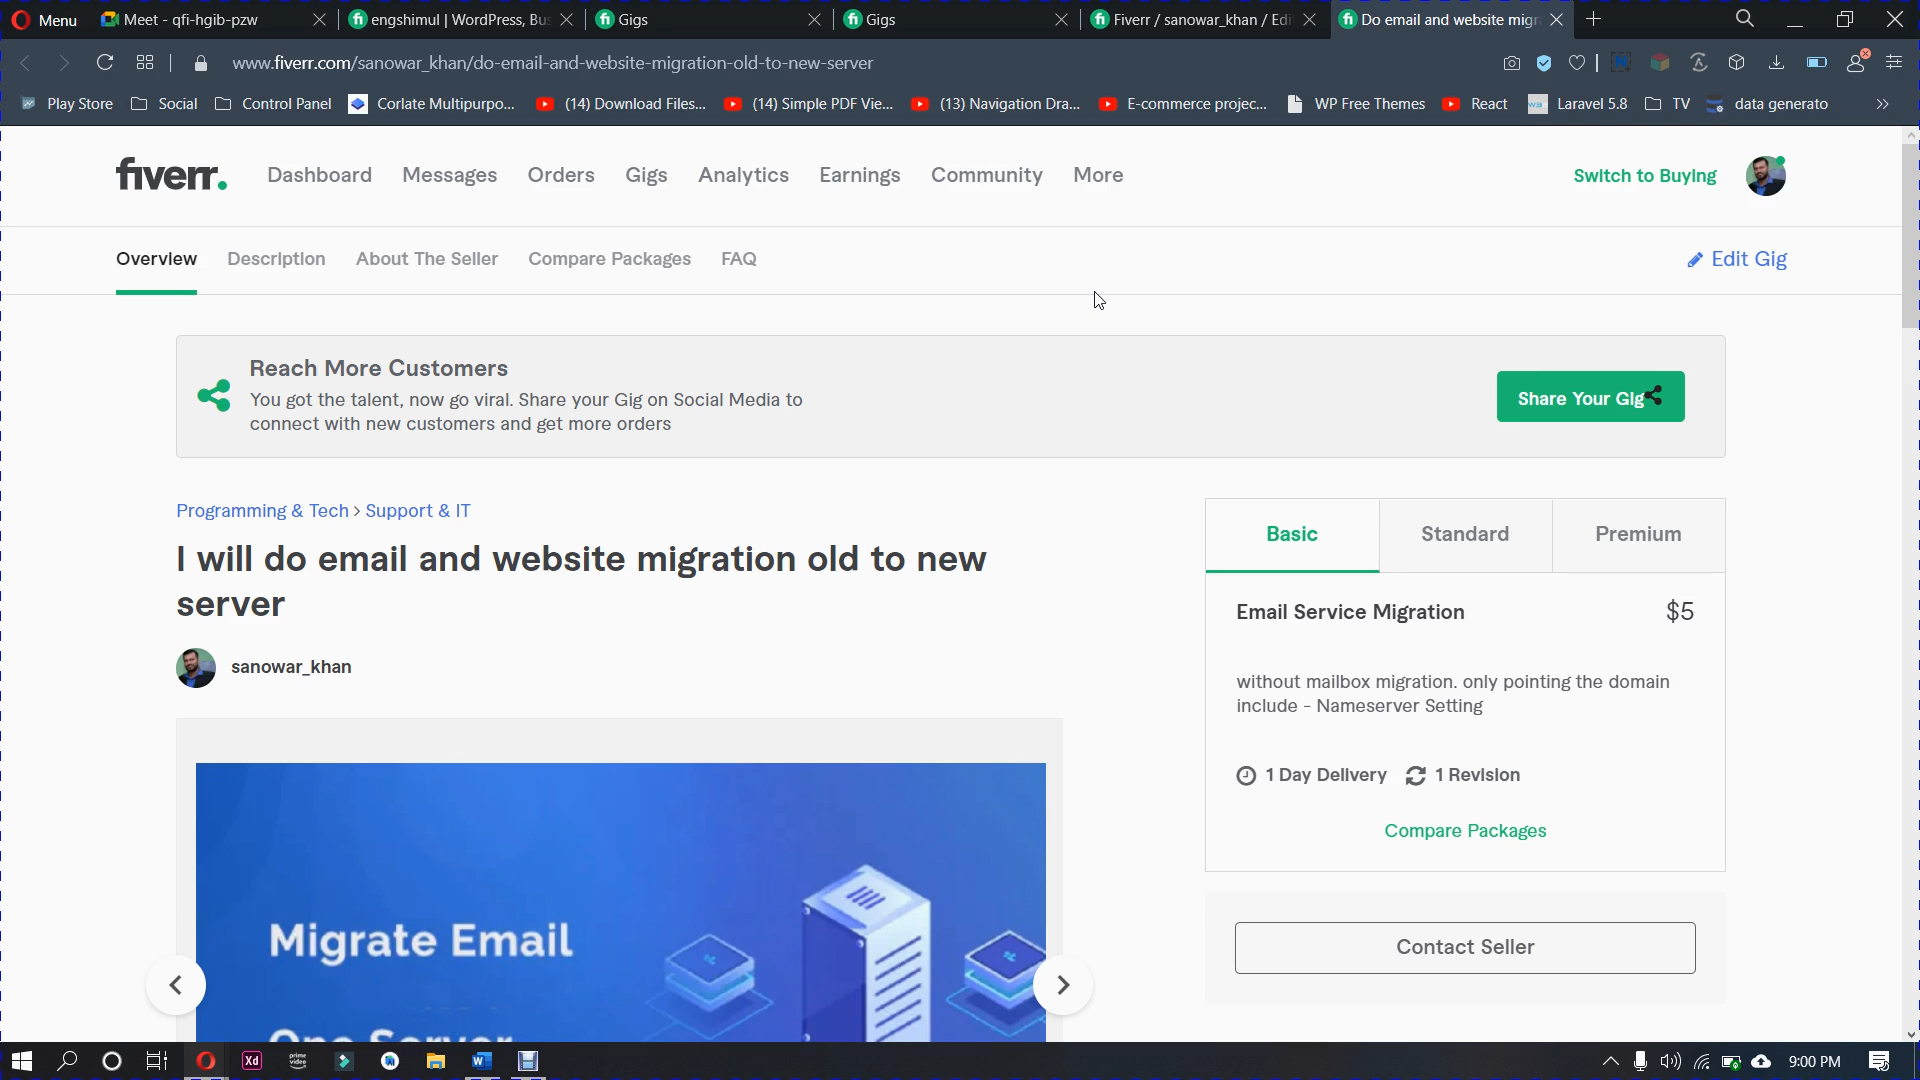 Menu
Meet - qfi-hgib-pzw
engshimul | WordPress, Bus
Gigs
Gigs
Fiverr / sanowar_khan / Edi
Do email and website migr
www.fiverr.com/sanowar_khan/do-email-and-website-migration-old-to-new-server
Play Store
Social
Control Panel
Corlate Multipurpo...
(14) Download Files...
(14) Simple PDF Vie...
(13) Navigation Dra...
E-commerce projec...
WP Free Themes
React
Laravel 5.8
TV
data generato
fiverr.
Dashboard
Messages
Orders
Gigs
Analytics
Earnings
Community
More
Switch to Buying
Overview
Description
About The Seller
Compare Packages
FAQ
Edit Gig
Reach More Customers
You got the talent, now go viral. Share your Gig on Social Media to
connect with new customers and get more orders
Share Your Gig
Programming & Tech > Support & IT
I will do email and website migration old to new
server
sanowar_khan
Migrate Email
One Server
Basic
Standard
Premium
Email Service Migration
$5
without mailbox migration. only pointing the domain
include - Nameserver Setting
1 Day Delivery
1 Revision
Compare Packages
Contact Seller
Xd
prime video
9:00 PM